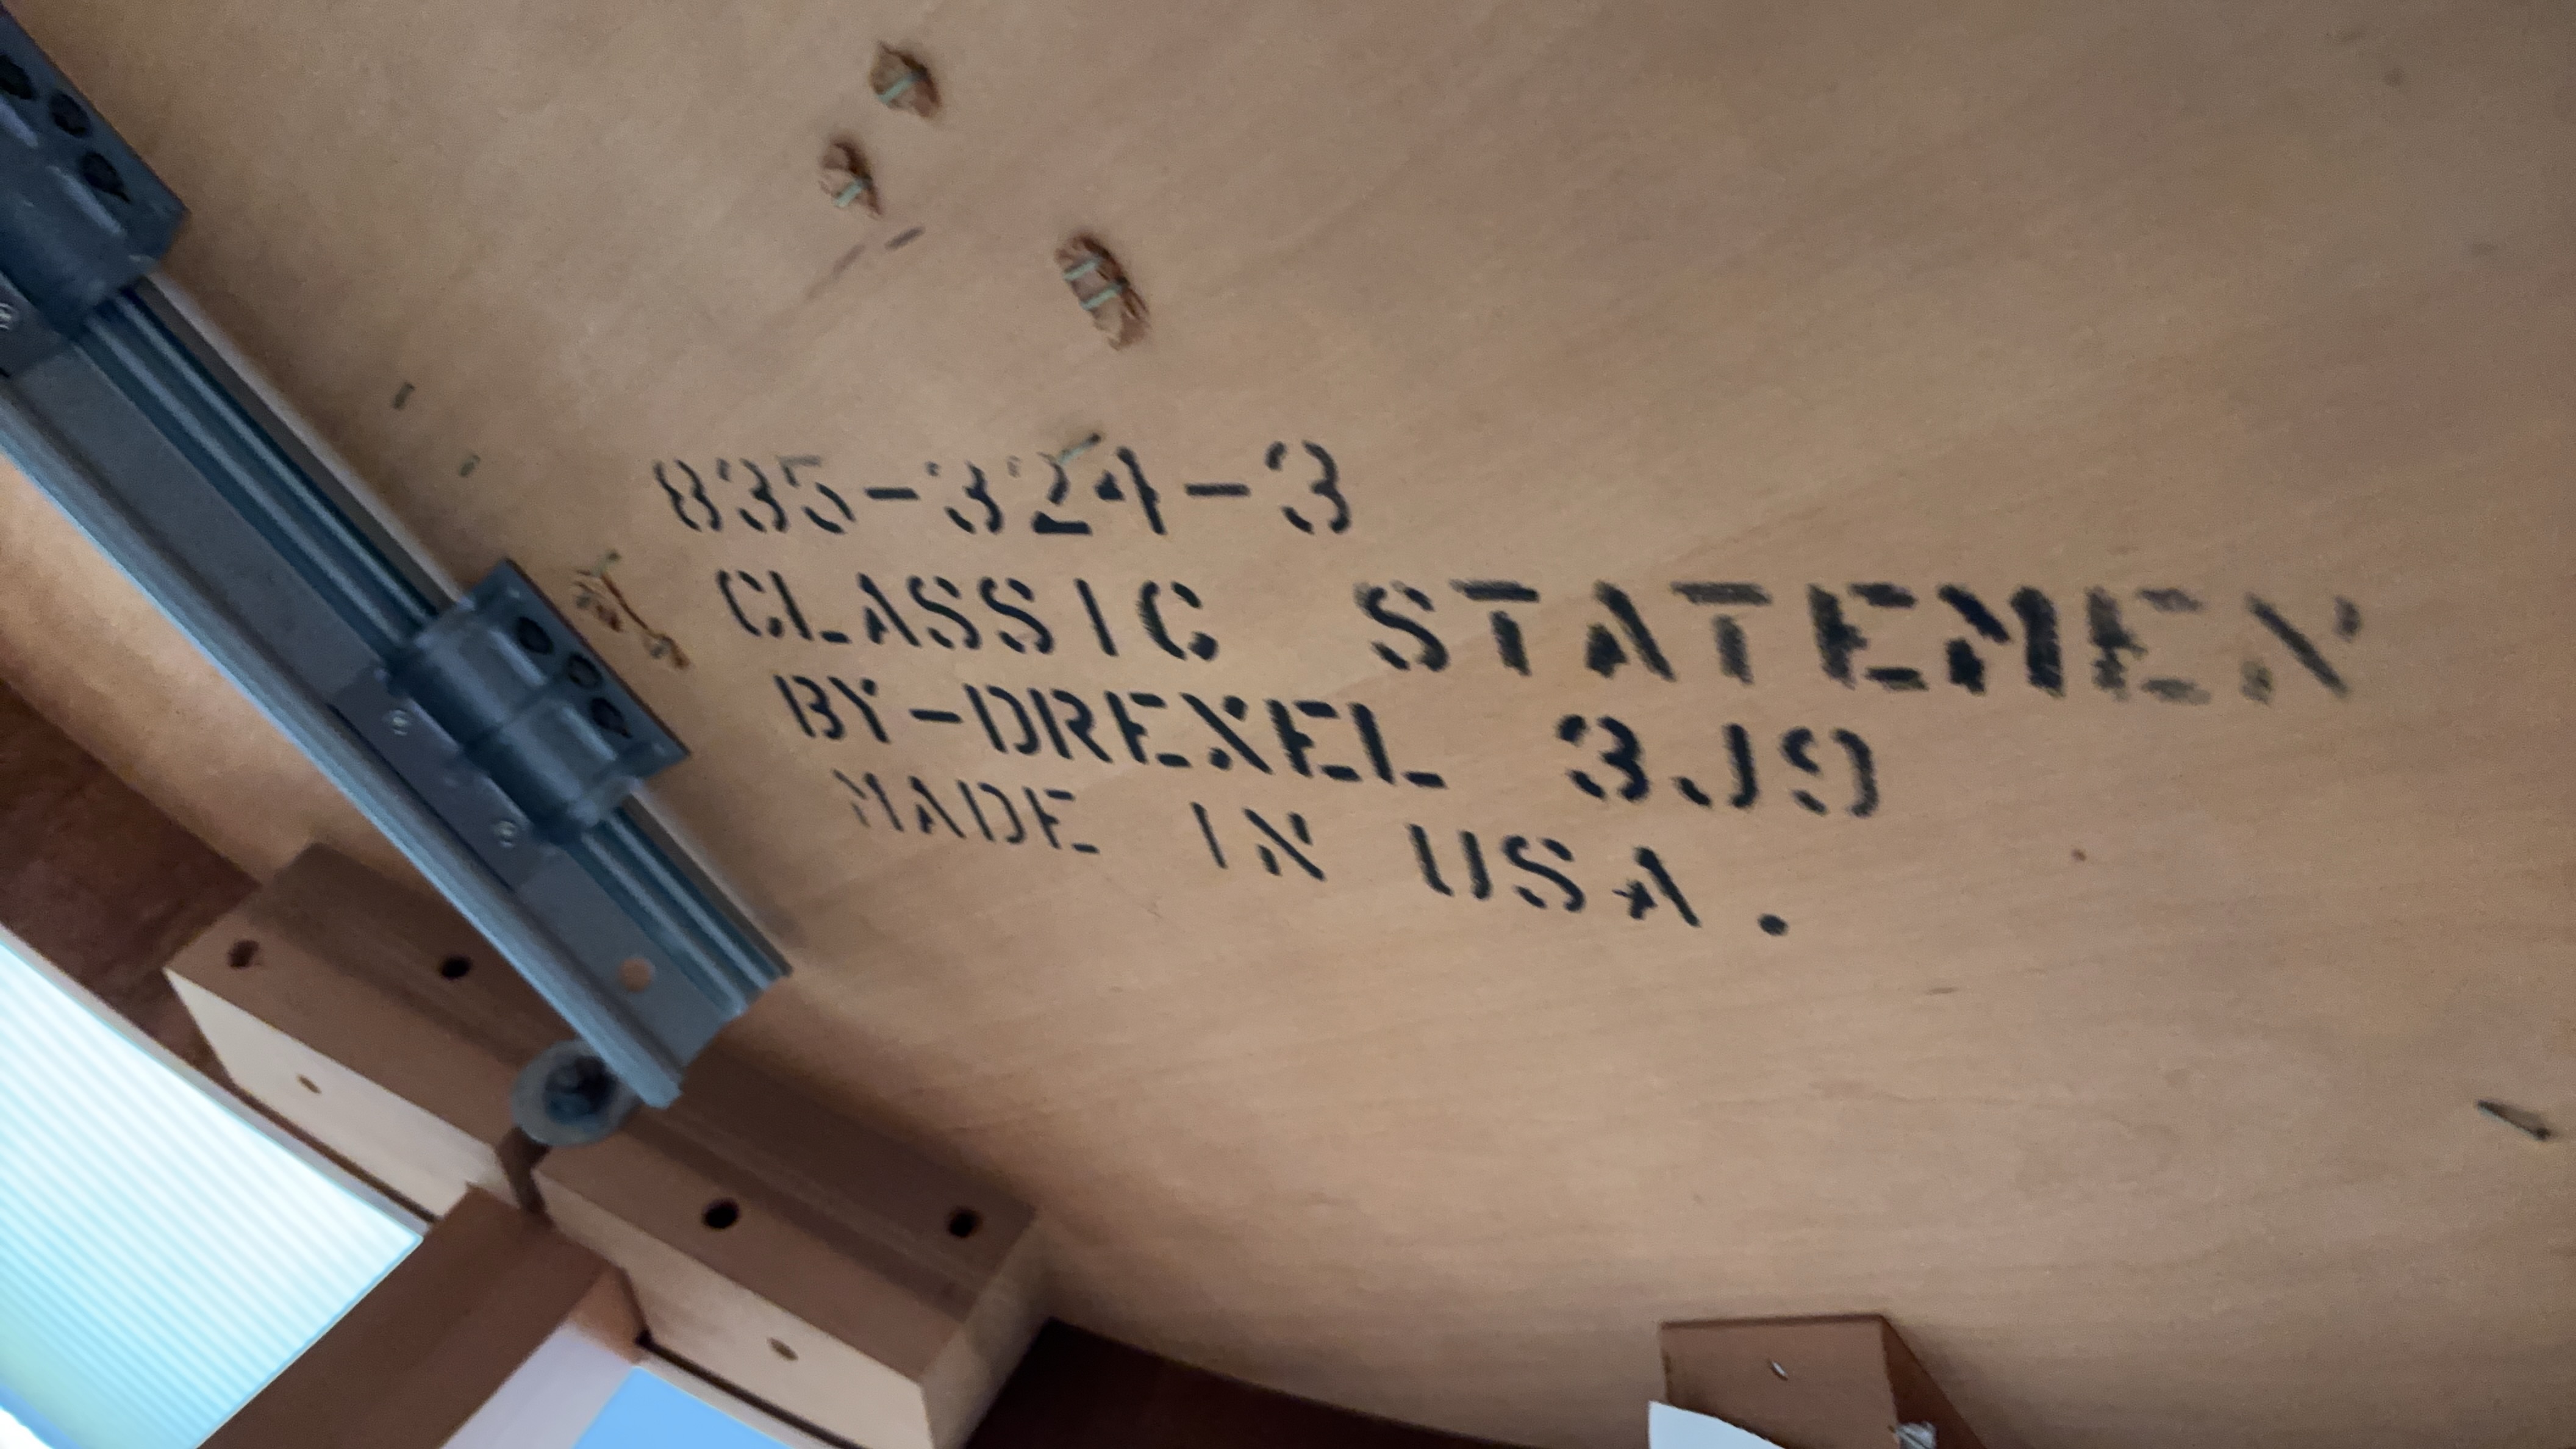 835-324-3
CLASSIC STATEMEN
BY-DREXEL 3J9
MADE IN USA.